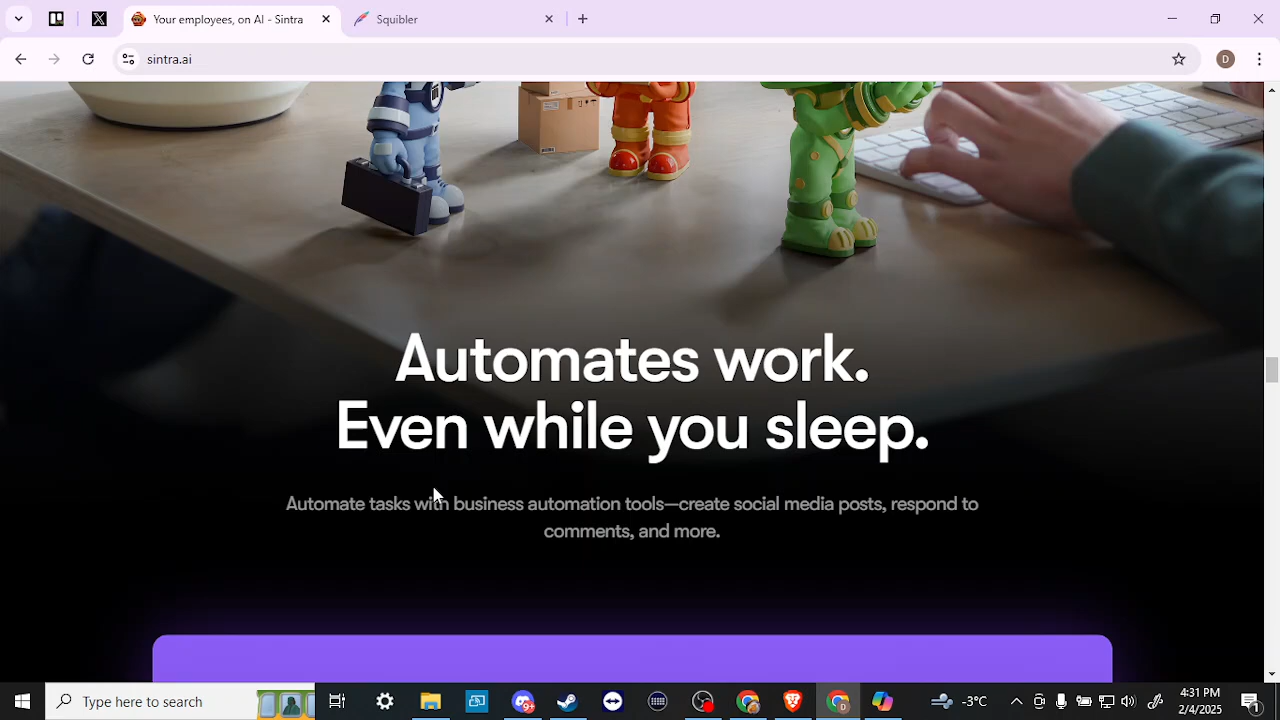 Your employees, on AI - Sintra
Squibler
sintra.ai
D
Automates work.
Even while you sleep.
Automate tasks with business automation tools—create social media posts, respond to
comments, and more.
Type here to search
9+
D
-3°C
4:31 PM
2/4/2025
1